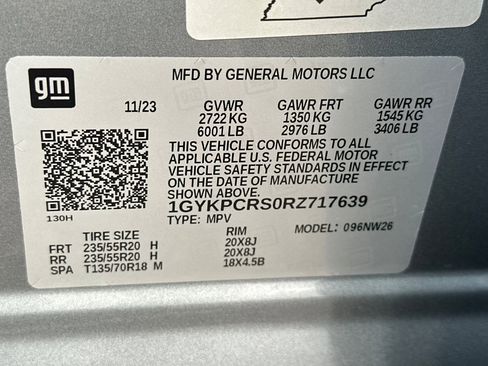 gm
MFD BY GENERAL MOTORS LLC
11/23 GVWR GAWR FRT GAWR RR
2722 KG 1350 KG 1545 KG
6001 LB 2976 LB 3406 LB
THIS VEHICLE CONFORMS TO ALL
APPLICABLE U.S. FEDERAL MOTOR
VEHICLE SAFETY STANDARDS IN EFFECT
ON THE DATE OF MANUFACTURE
SHOWN ABOVE.
130H
1GYKPCRS0RZ717639
TYPE: MPV MODEL: 096NW26
TIRE SIZE RIM
FRT 235/55R20 H 20X8J
RR 235/55R20 H 20X8J
SPA T135/70R18 M 18X4.5B